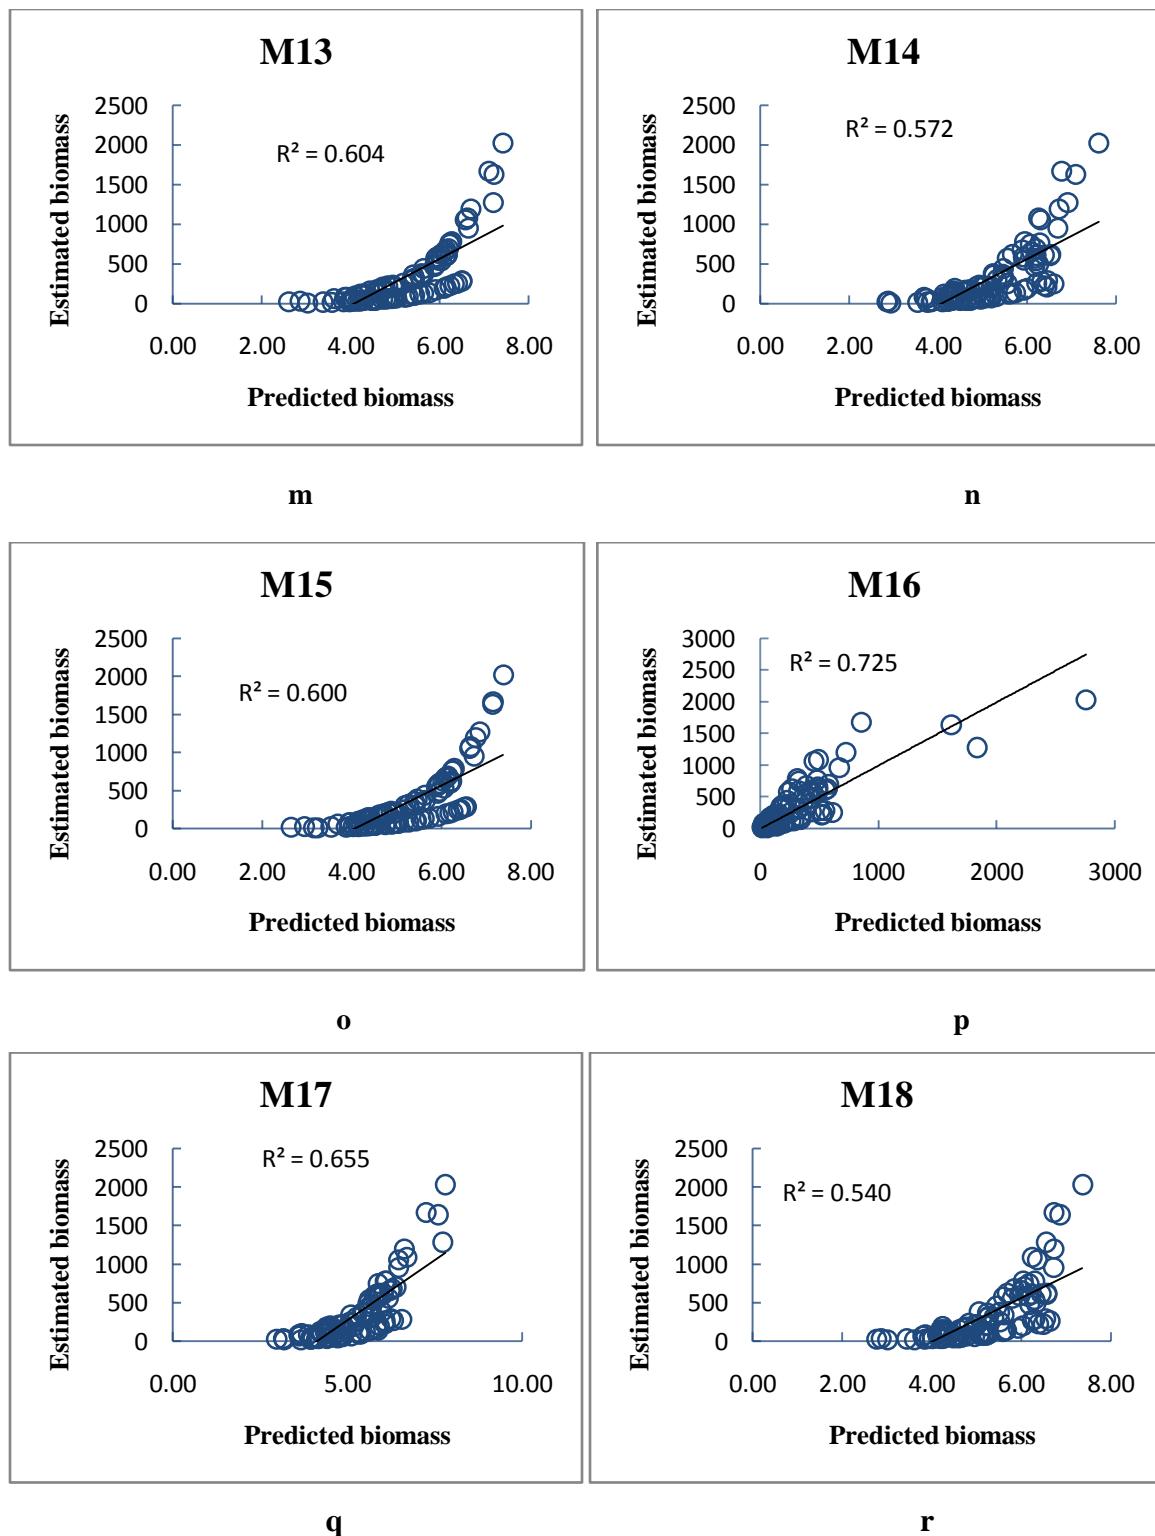 M13
Estimated biomass
2500
2000
1500
1000
500
0
R² = 0.604
0.00 2.00 4.00 6.00 8.00
Predicted biomass
m
M14
Estimated biomass
2500
2000
1500
1000
500
0
R² = 0.572
0.00 2.00 4.00 6.00 8.00
Predicted biomass
n
M15
Estimated biomass
2500
2000
1500
1000
500
0
R² = 0.600
0.00 2.00 4.00 6.00 8.00
Predicted biomass
o
M16
Estimated biomass
3000
2500
2000
1500
1000
500
0
R² = 0.725
0 1000 2000 3000
Predicted biomass
p
M17
Estimated biomass
2500
2000
1500
1000
500
0
R² = 0.655
0.00 5.00 10.00
Predicted biomass
q
M18
Estimated biomass
2500
2000
1500
1000
500
0
R² = 0.540
0.00 2.00 4.00 6.00 8.00
Predicted biomass
r